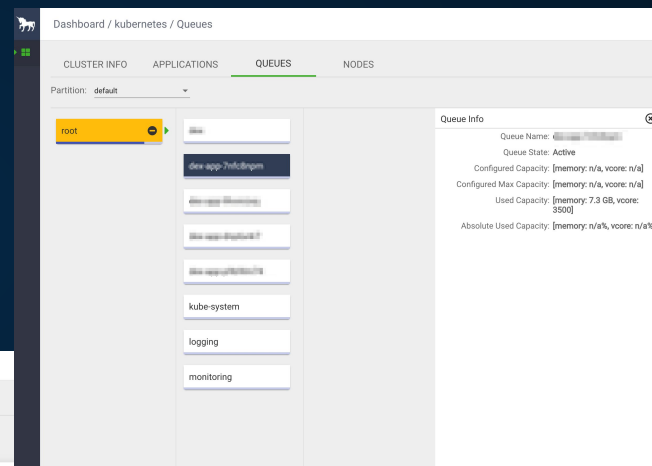 Dashboard / kubernetes / Queues
CLUSTER INFO APPLICATIONS QUEUES NODES
Partition: default
root
kube-system
logging
monitoring
Queue Info
Queue Name:
Queue State: Active
Configured Capacity: [memory: n/a, vcore: n/a]
Configured Max Capacity: [memory: n/a, vcore: n/a]
Used Capacity: [memory: 7.3 GB, vcore:
3500]
Absolute Used Capacity: [memory: n/a%, vcore: n/a%